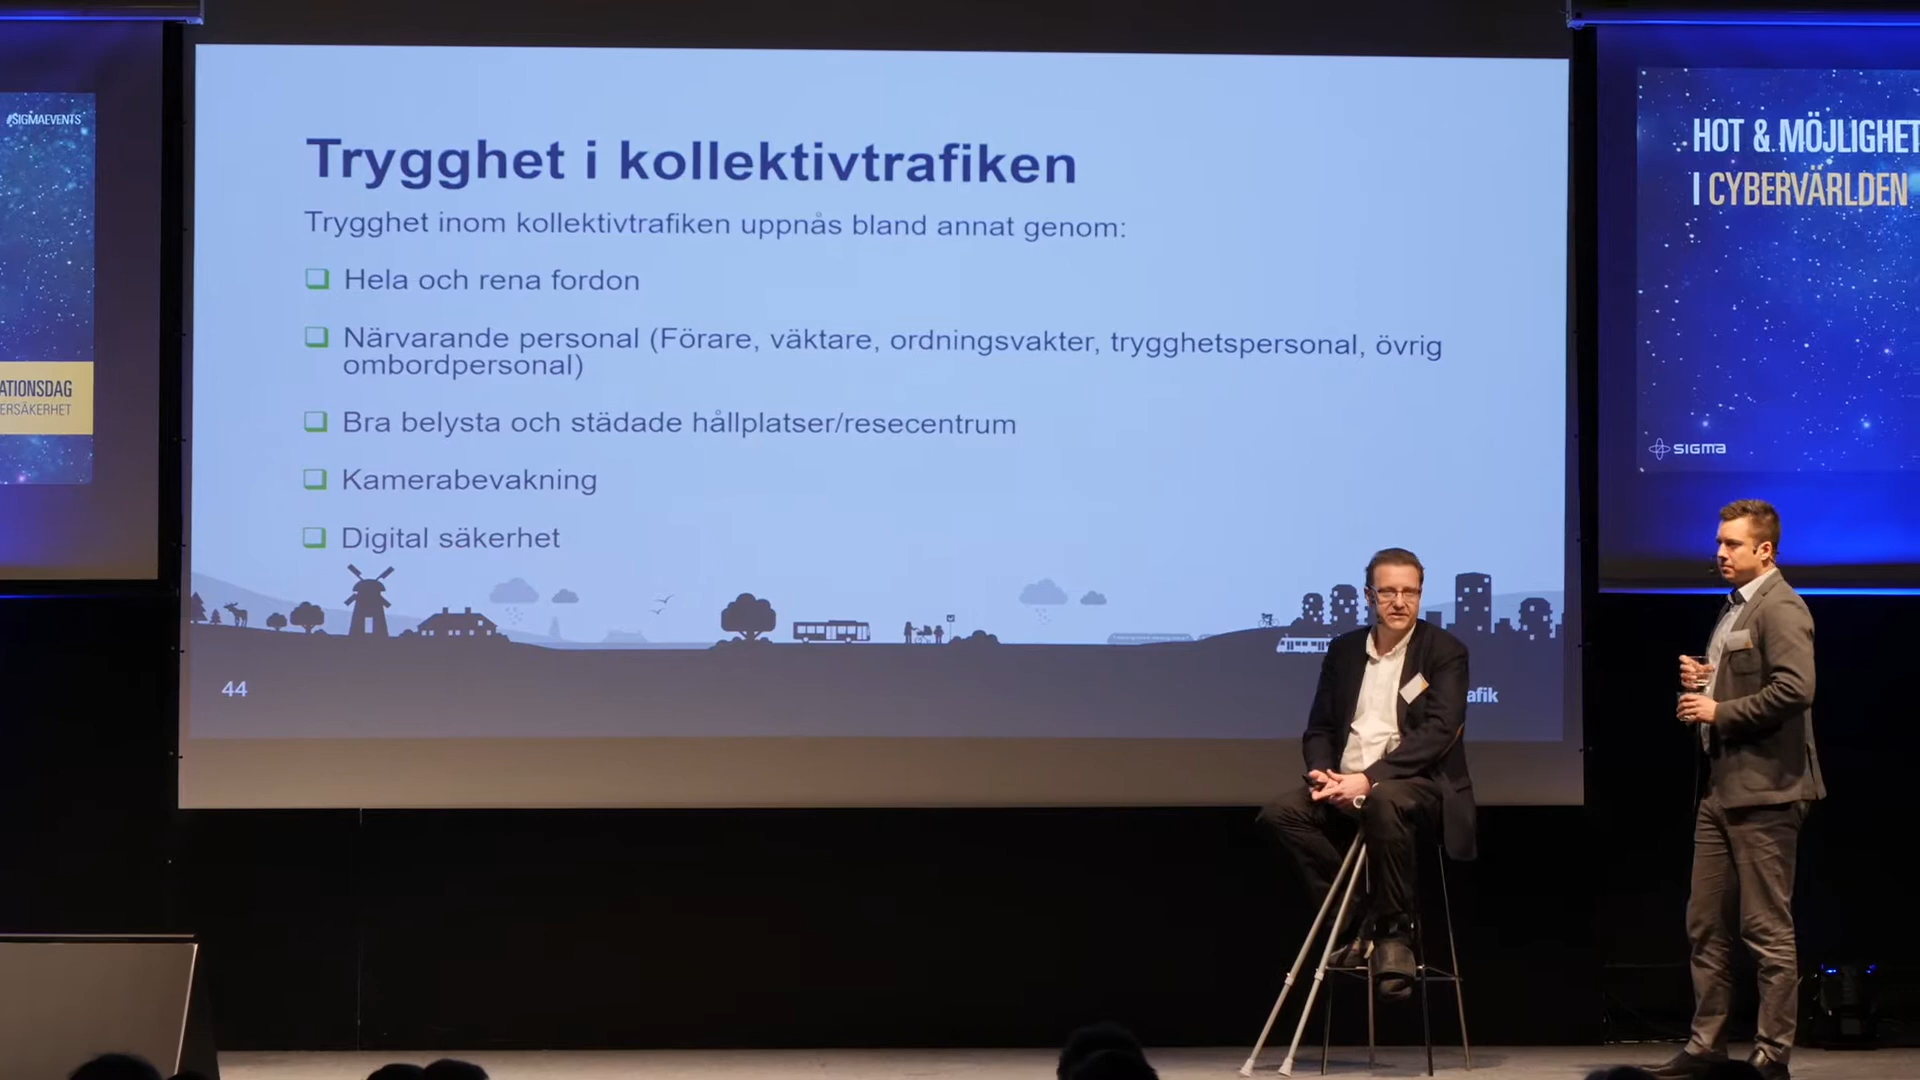 #SIGMAEVENTS
ATIONSDAG
ERSÄKERHET
Trygghet i kollektivtrafiken
Trygghet inom kollektivtrafiken uppnås bland annat genom:
Hela och rena fordon
Närvarande personal (Förare, väktare, ordningsvakter, trygghetspersonal, övrig
ombordpersonal)
Bra belysta och städade hållplatser/resecentrum
Kamerabevakning
Digital säkerhet
44
afik
HOT & MÖJLIGHET
I CYBERVÄRLDEN
SIGMA